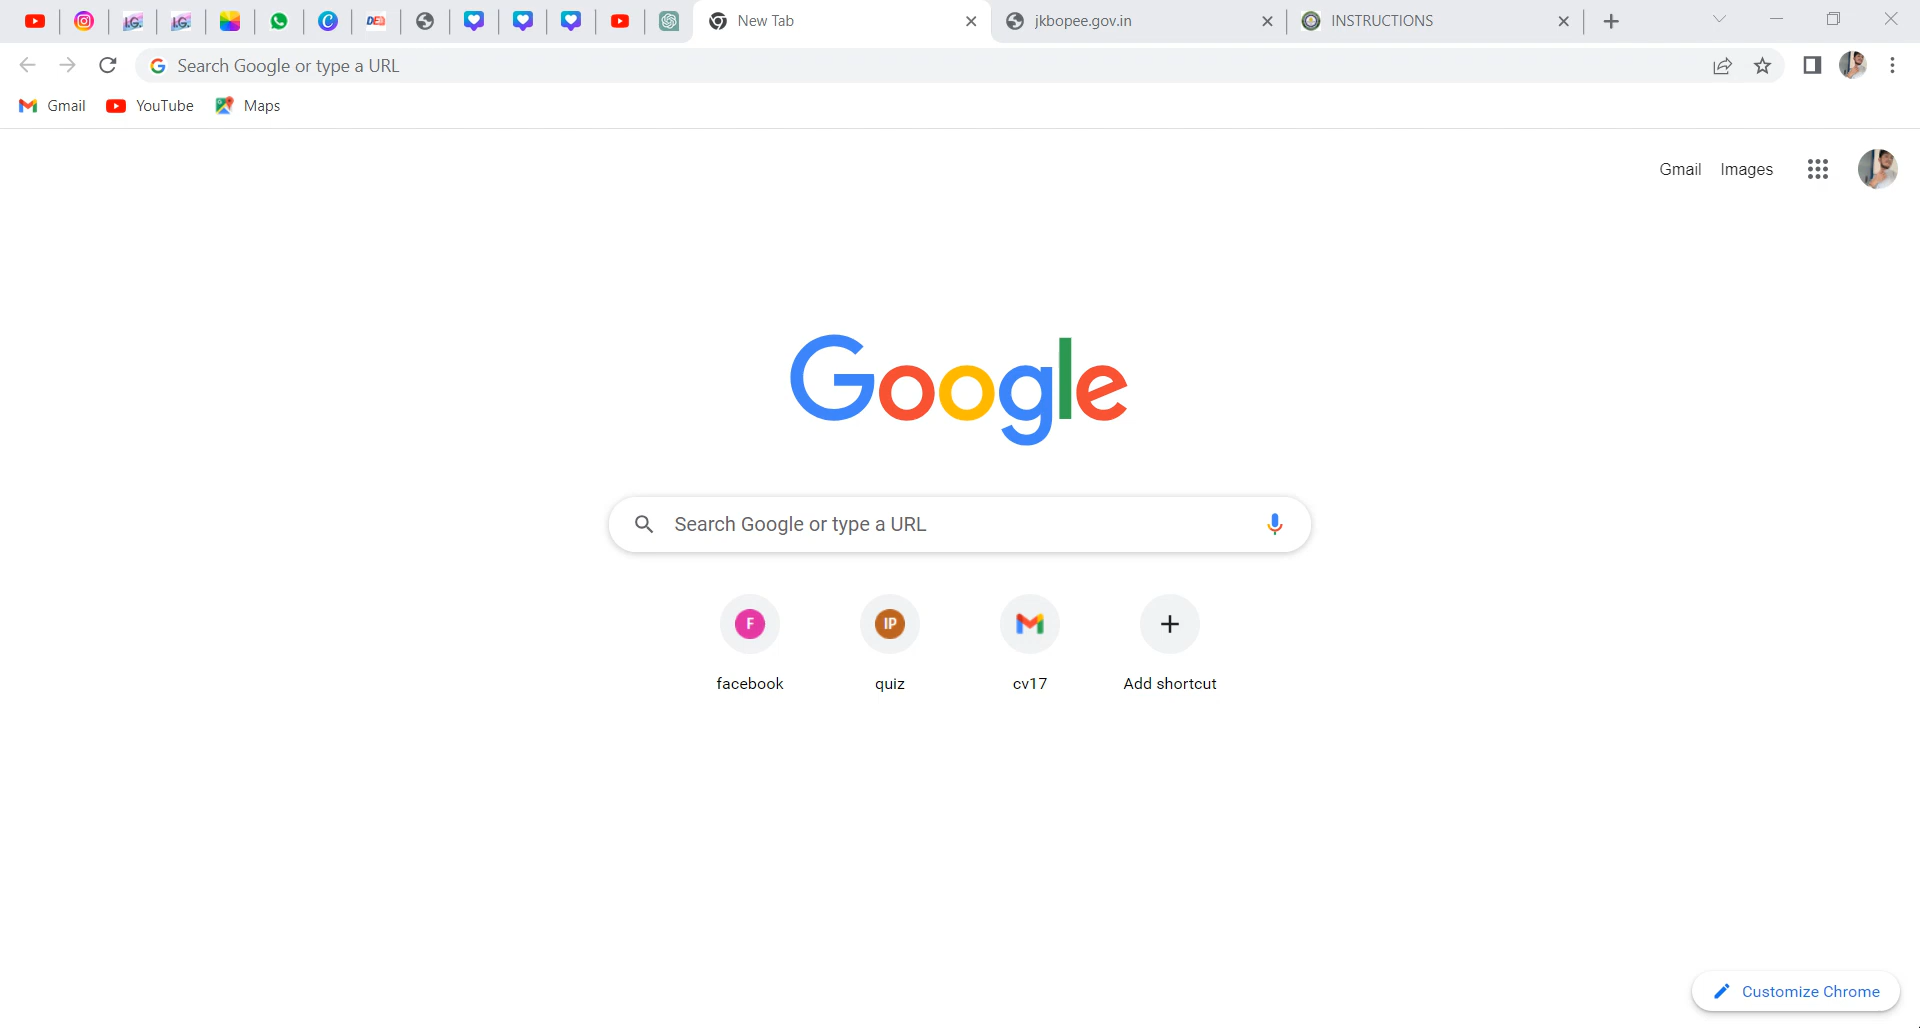 New Tab
jkbopee.gov.in
INSTRUCTIONS
Search Google or type a URL
Gmail
YouTube
Maps
Gmail
Images
Google
Search Google or type a URL
F
IP
facebook
quiz
cv17
Add shortcut
Customize Chrome